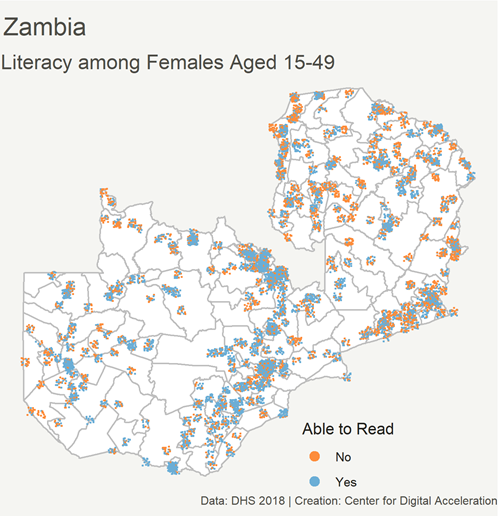 Zambia
Literacy among Females Aged 15-49
Able to Read
No
Yes
Data: DHS 2018 | Creation: Center for Digital Acceleration